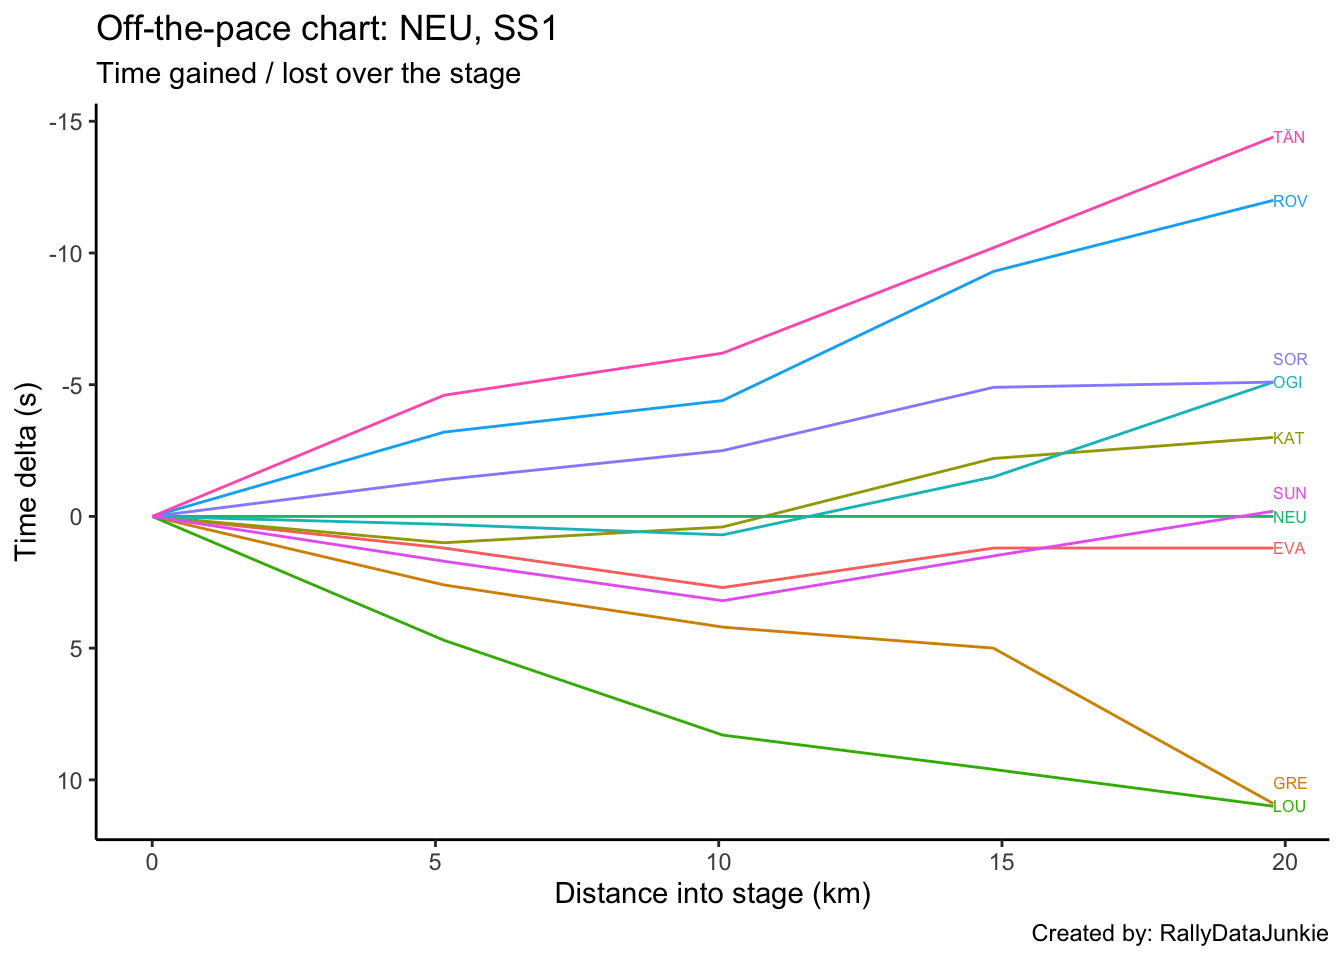 Off-the-pace chart: NEU, SS1
Time gained / lost over the stage
Time delta (s)
-15
-10
-5
0
5
10
TÄN
ROV
SOR
OGI
KAT
SUN
NEU
EVA
GRE
LOU
0 5 10 15 20
Distance into stage (km)
Created by: RallyDataJunkie